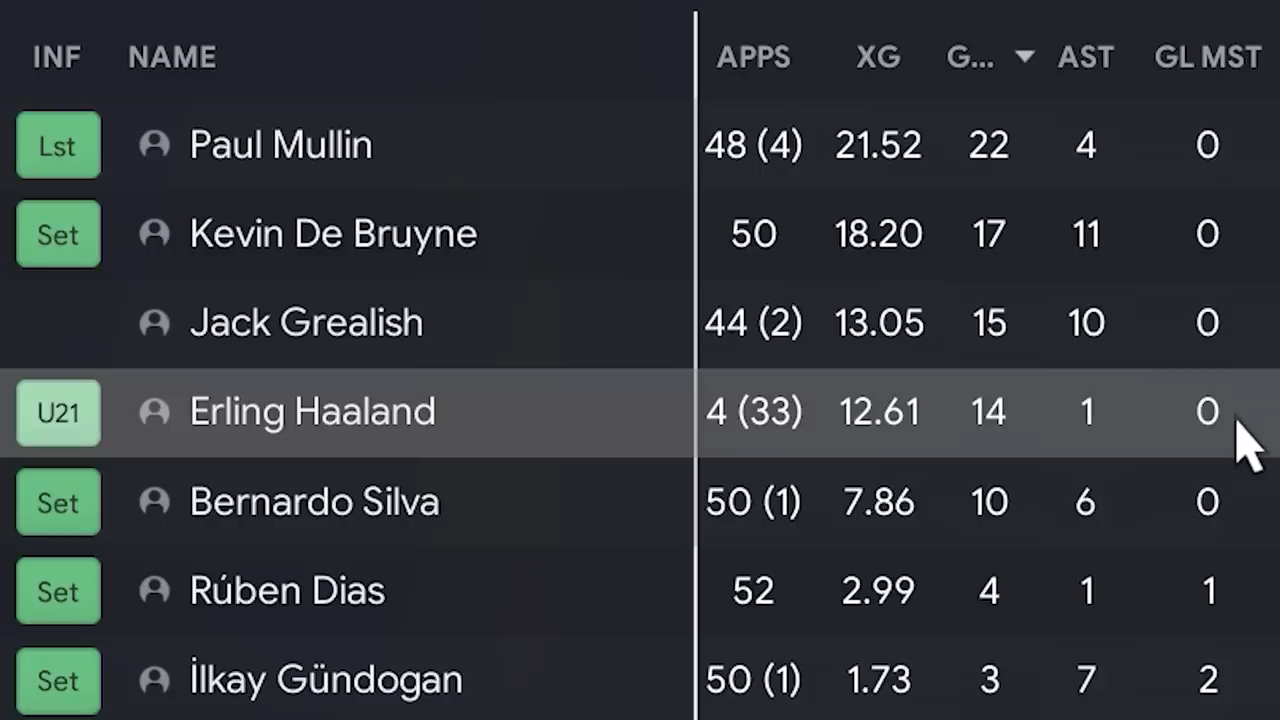 INF NAME APPS XG G... AST GL MST
Lst Paul Mullin 48 (4) 21.52 22 4 0
Set Kevin De Bruyne 50 18.20 17 11 0
Jack Grealish 44 (2) 13.05 15 10 0
U21 Erling Haaland 4 (33) 12.61 14 1 0
Set Bernardo Silva 50 (1) 7.86 10 6 0
Set Rúben Dias 52 2.99 4 1 1
Set İlkay Gündogan 50 (1) 1.73 3 7 2